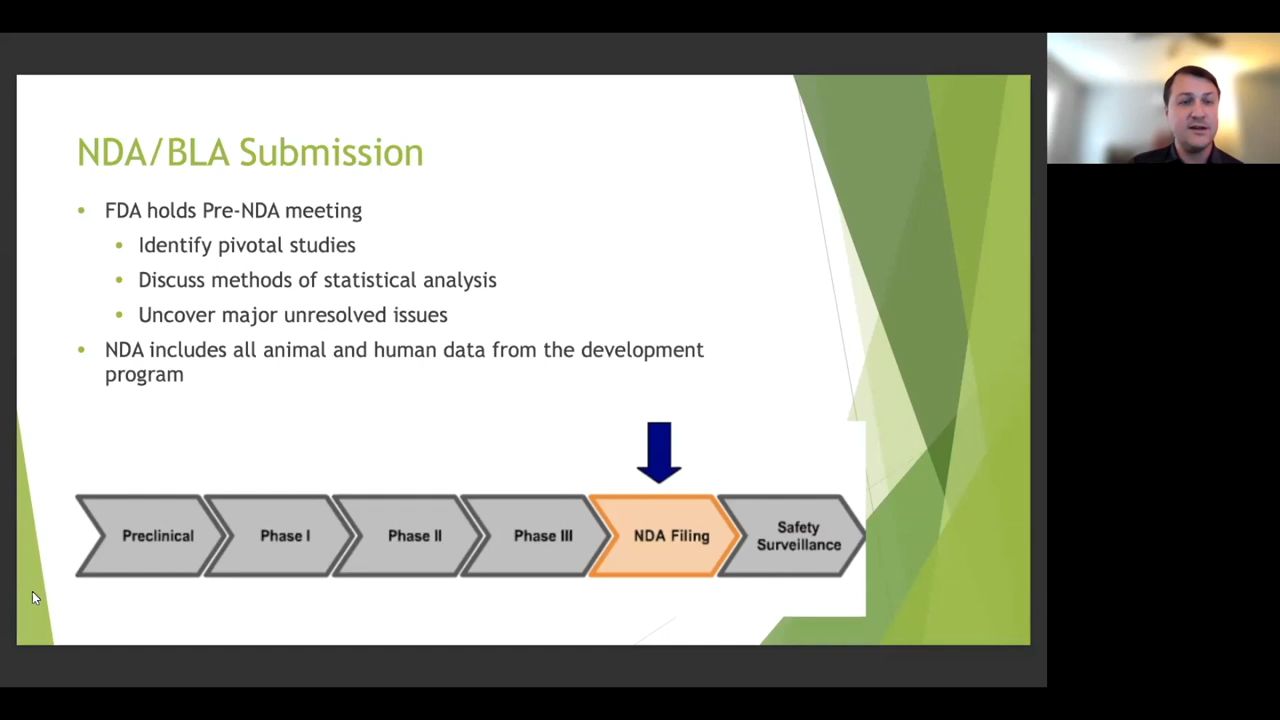 NDA/BLA Submission
FDA holds Pre-NDA meeting
Identify pivotal studies
Discuss methods of statistical analysis
Uncover major unresolved issues
NDA includes all animal and human data from the development
program
Preclinical
Phase I
Phase II
Phase III
NDA Filing
Safety
Surveillance